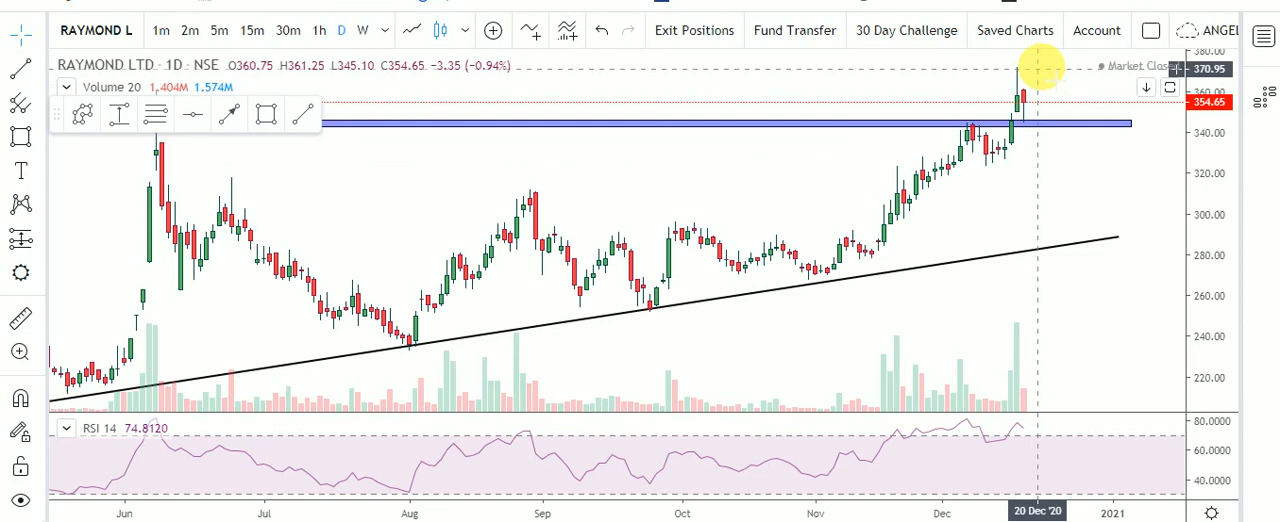 RAYMOND L 1m 2m 5m 15m 30m 1h D W Exit Positions Fund Transfer 30 Day Challenge Saved Charts Account ANGEL
RAYMOND LTD · 1D · NSE O360.75 H361.25 L345.10 C354.65 −3.35 (−0.94%)
Market Closed
Volume 20 1.404M 1.574M
380.00
370.95
360.00
354.65
340.00
320.00
300.00
280.00
260.00
240.00
220.00
RSI 14 74.8120
80.0000
40.0000
Jun Jul Aug Sep Oct Nov Dec 20 Dec '20 2021